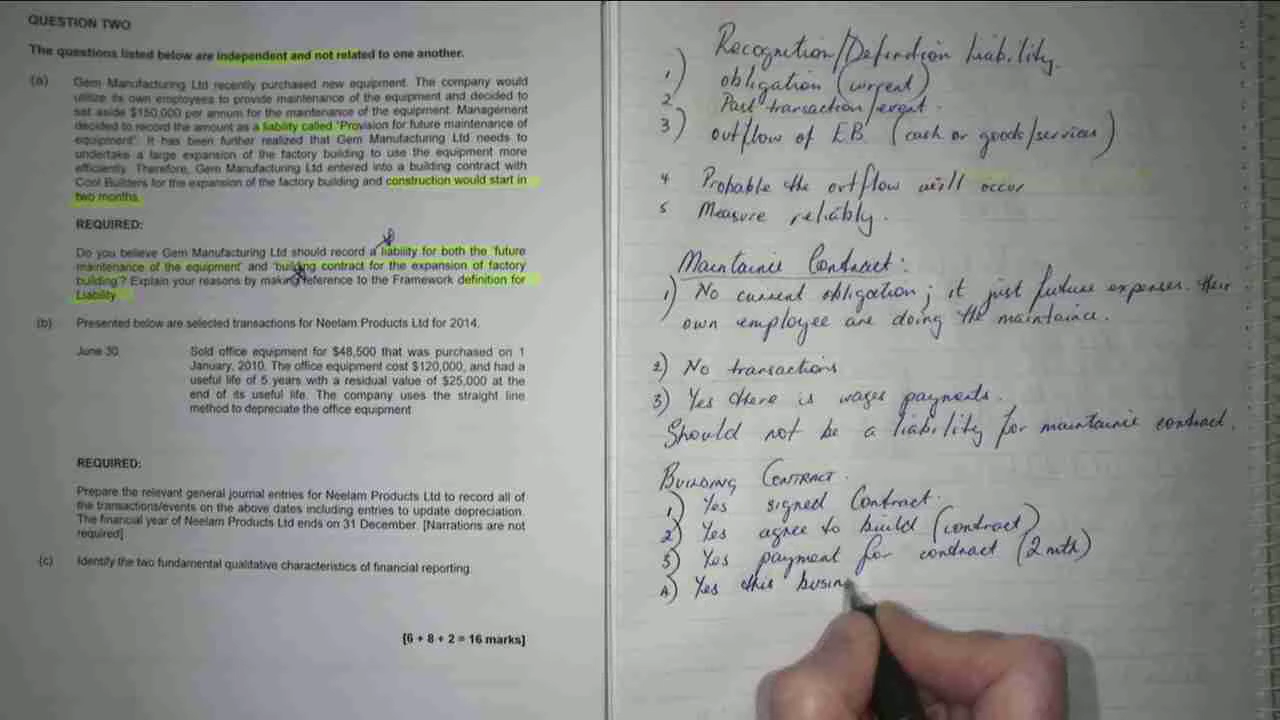 QUESTION TWO
The questions listed below are independent and not related to one another.
(a) Gem Manufacturing Ltd recently purchased new equipment. The company would
utilize its own employees to provide maintenance of the equipment and decided to
set aside $150,000 per annum for the maintenance of the equipment. Management
decided to record the amount as a liability called "Provision for future maintenance of
equipment". It has been further realized that Gem Manufacturing Ltd needs to
undertake a large expansion of the factory building to use the equipment more
efficiently. Therefore, Gem Manufacturing Ltd entered into a building contract with
Cool Builders for the expansion of the factory building and construction would start in
two months.
REQUIRED:
Do you believe Gem Manufacturing Ltd should record a liability for both the 'future
maintenance of the equipment' and 'building contract for the expansion of factory
building'? Explain your reasons by making reference to the Framework definition for
Liability.
(b) Presented below are selected transactions for Neelam Products Ltd for 2014.
June 30 Sold office equipment for $48,500 that was purchased on 1
January, 2010. The office equipment cost $120,000, and had a
useful life of 5 years with a residual value of $25,000 at the
end of its useful life. The company uses the straight line
method to depreciate the office equipment
REQUIRED:
Prepare the relevant general journal entries for Neelam Products Ltd to record all of
the transactions/events on the above dates including entries to update depreciation.
The financial year of Neelam Products Ltd ends on 31 December. [Narrations are not
required]
(c) Identify the two fundamental qualitative characteristics of financial reporting.
[6 + 8 + 2 = 16 marks]
Recognition/Definition Liability.
1) obligation (current)
2 Past transaction/event.
3) outflow of E.B. (cash or goods/services)
4 Probable the outflow will occur
5 Measure reliably.
Maintainie Contract:
1) No current obligation; it just future expenses. their
own employee are doing the maintaince.
2) No transactions
3) Yes there is wages payments.
Should not be a liability for maintainie contract.
BUILDING CONTRACT.
1) Yes signed Contract.
2) Yes agree to build (contract)
3) Yes payment for contract (2 mth)
4) Yes this busin